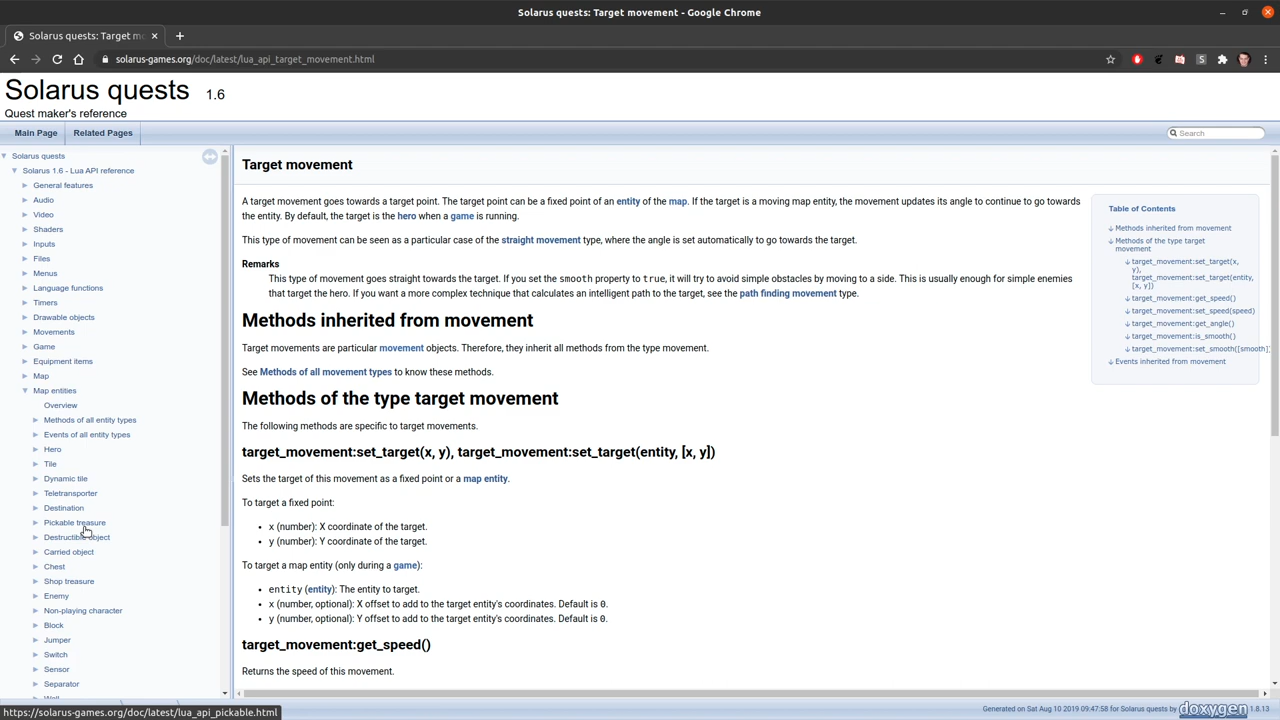 Solarus quests: Target movement - Google Chrome
Solarus quests: Target mo
solarus-games.org/doc/latest/lua_api_target_movement.html
Solarus quests 1.6
Quest maker's reference
Main Page
Related Pages
Search
Solarus quests
Solarus 1.6 - Lua API reference
General features
Audio
Video
Shaders
Inputs
Files
Menus
Language functions
Timers
Drawable objects
Movements
Game
Equipment items
Map
Map entities
Overview
Methods of all entity types
Events of all entity types
Hero
Tile
Dynamic tile
Teletransporter
Destination
Pickable treasure
Destructible object
Carried object
Chest
Shop treasure
Enemy
Non-playing character
Block
Jumper
Switch
Sensor
Separator
Wall
Target movement
A target movement goes towards a target point. The target point can be a fixed point of an entity of the map. If the target is a moving map entity, the movement updates its angle to continue to go towards
the entity. By default, the target is the hero when a game is running.
This type of movement can be seen as a particular case of the straight movement type, where the angle is set automatically to go towards the target.
Remarks
This type of movement goes straight towards the target. If you set the smooth property to true, it will try to avoid simple obstacles by moving to a side. This is usually enough for simple enemies
that target the hero. If you want a more complex technique that calculates an intelligent path to the target, see the path finding movement type.
Methods inherited from movement
Target movements are particular movement objects. Therefore, they inherit all methods from the type movement.
See Methods of all movement types to know these methods.
Methods of the type target movement
The following methods are specific to target movements.
target_movement:set_target(x, y), target_movement:set_target(entity, [x, y])
Sets the target of this movement as a fixed point or a map entity.
To target a fixed point:
• x (number): X coordinate of the target.
• y (number): Y coordinate of the target.
To target a map entity (only during a game):
• entity (entity): The entity to target.
• x (number, optional): X offset to add to the target entity's coordinates. Default is 0.
• y (number, optional): Y offset to add to the target entity's coordinates. Default is 0.
target_movement:get_speed()
Returns the speed of this movement.
Table of Contents
↓ Methods inherited from movement
↓ Methods of the type target
movement
↓ target_movement:set_target(x,
y),
target_movement:set_target(entity,
[x, y])
↓ target_movement:get_speed()
↓ target_movement:set_speed(speed)
↓ target_movement:get_angle()
↓ target_movement:is_smooth()
↓ target_movement:set_smooth([smooth])
↓ Events inherited from movement
https://solarus-games.org/doc/latest/lua_api_pickable.html
Generated on Sat Aug 10 2019 09:47:58 for Solarus quests by doxygen 1.8.13